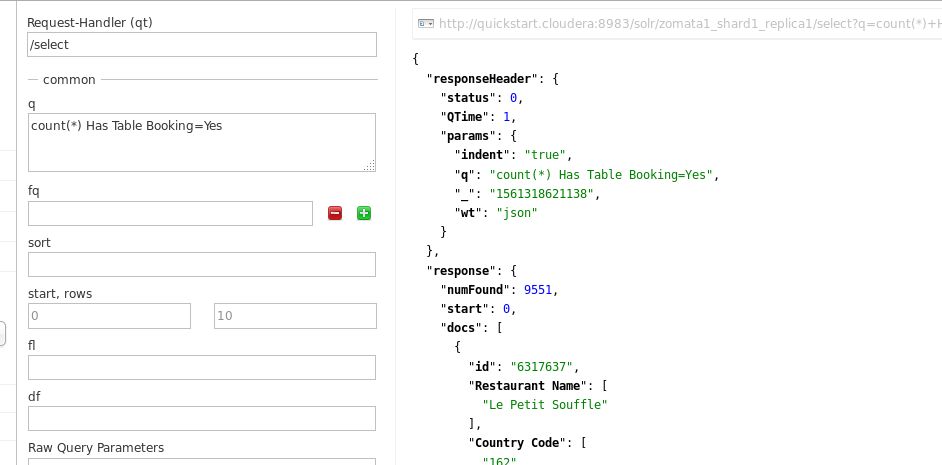 Request-Handler (qt)
/select
common
q
count(*) Has Table Booking=Yes
fq
sort
start, rows
0
10
fl
df
Raw Query Parameters
http://quickstart.cloudera:8983/solr/zomata1_shard1_replica1/select?q=count(*)+H
{
"responseHeader": {
"status": 0,
"QTime": 1,
"params": {
"indent": "true",
"q": "count(*) Has Table Booking=Yes",
"_": "1561318621138",
"wt": "json"
}
},
"response": {
"numFound": 9551,
"start": 0,
"docs": [
{
"id": "6317637",
"Restaurant Name": [
"Le Petit Souffle"
],
"Country Code": [
"162"